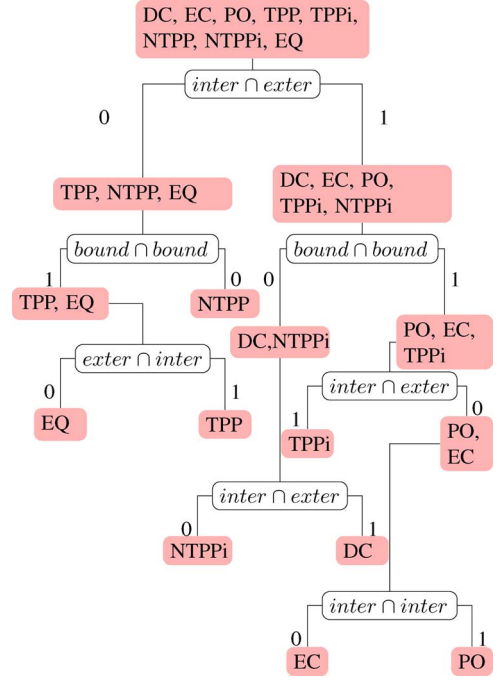 DC, EC, PO, TPP, TPPi,
NTPP, NTPPi, EQ
inter ∩ exter
0
1
TPP, NTPP, EQ
DC, EC, PO,
TPPi, NTPPi
bound ∩ bound
bound ∩ bound
1
0
0
1
TPP, EQ
NTPP
DC,NTPPi
PO, EC,
TPPi
exter ∩ inter
inter ∩ exter
0
1
1
0
EQ
TPP
TPPi
PO,
EC
inter ∩ exter
0
1
NTPPi
DC
inter ∩ inter
0
1
EC
PO